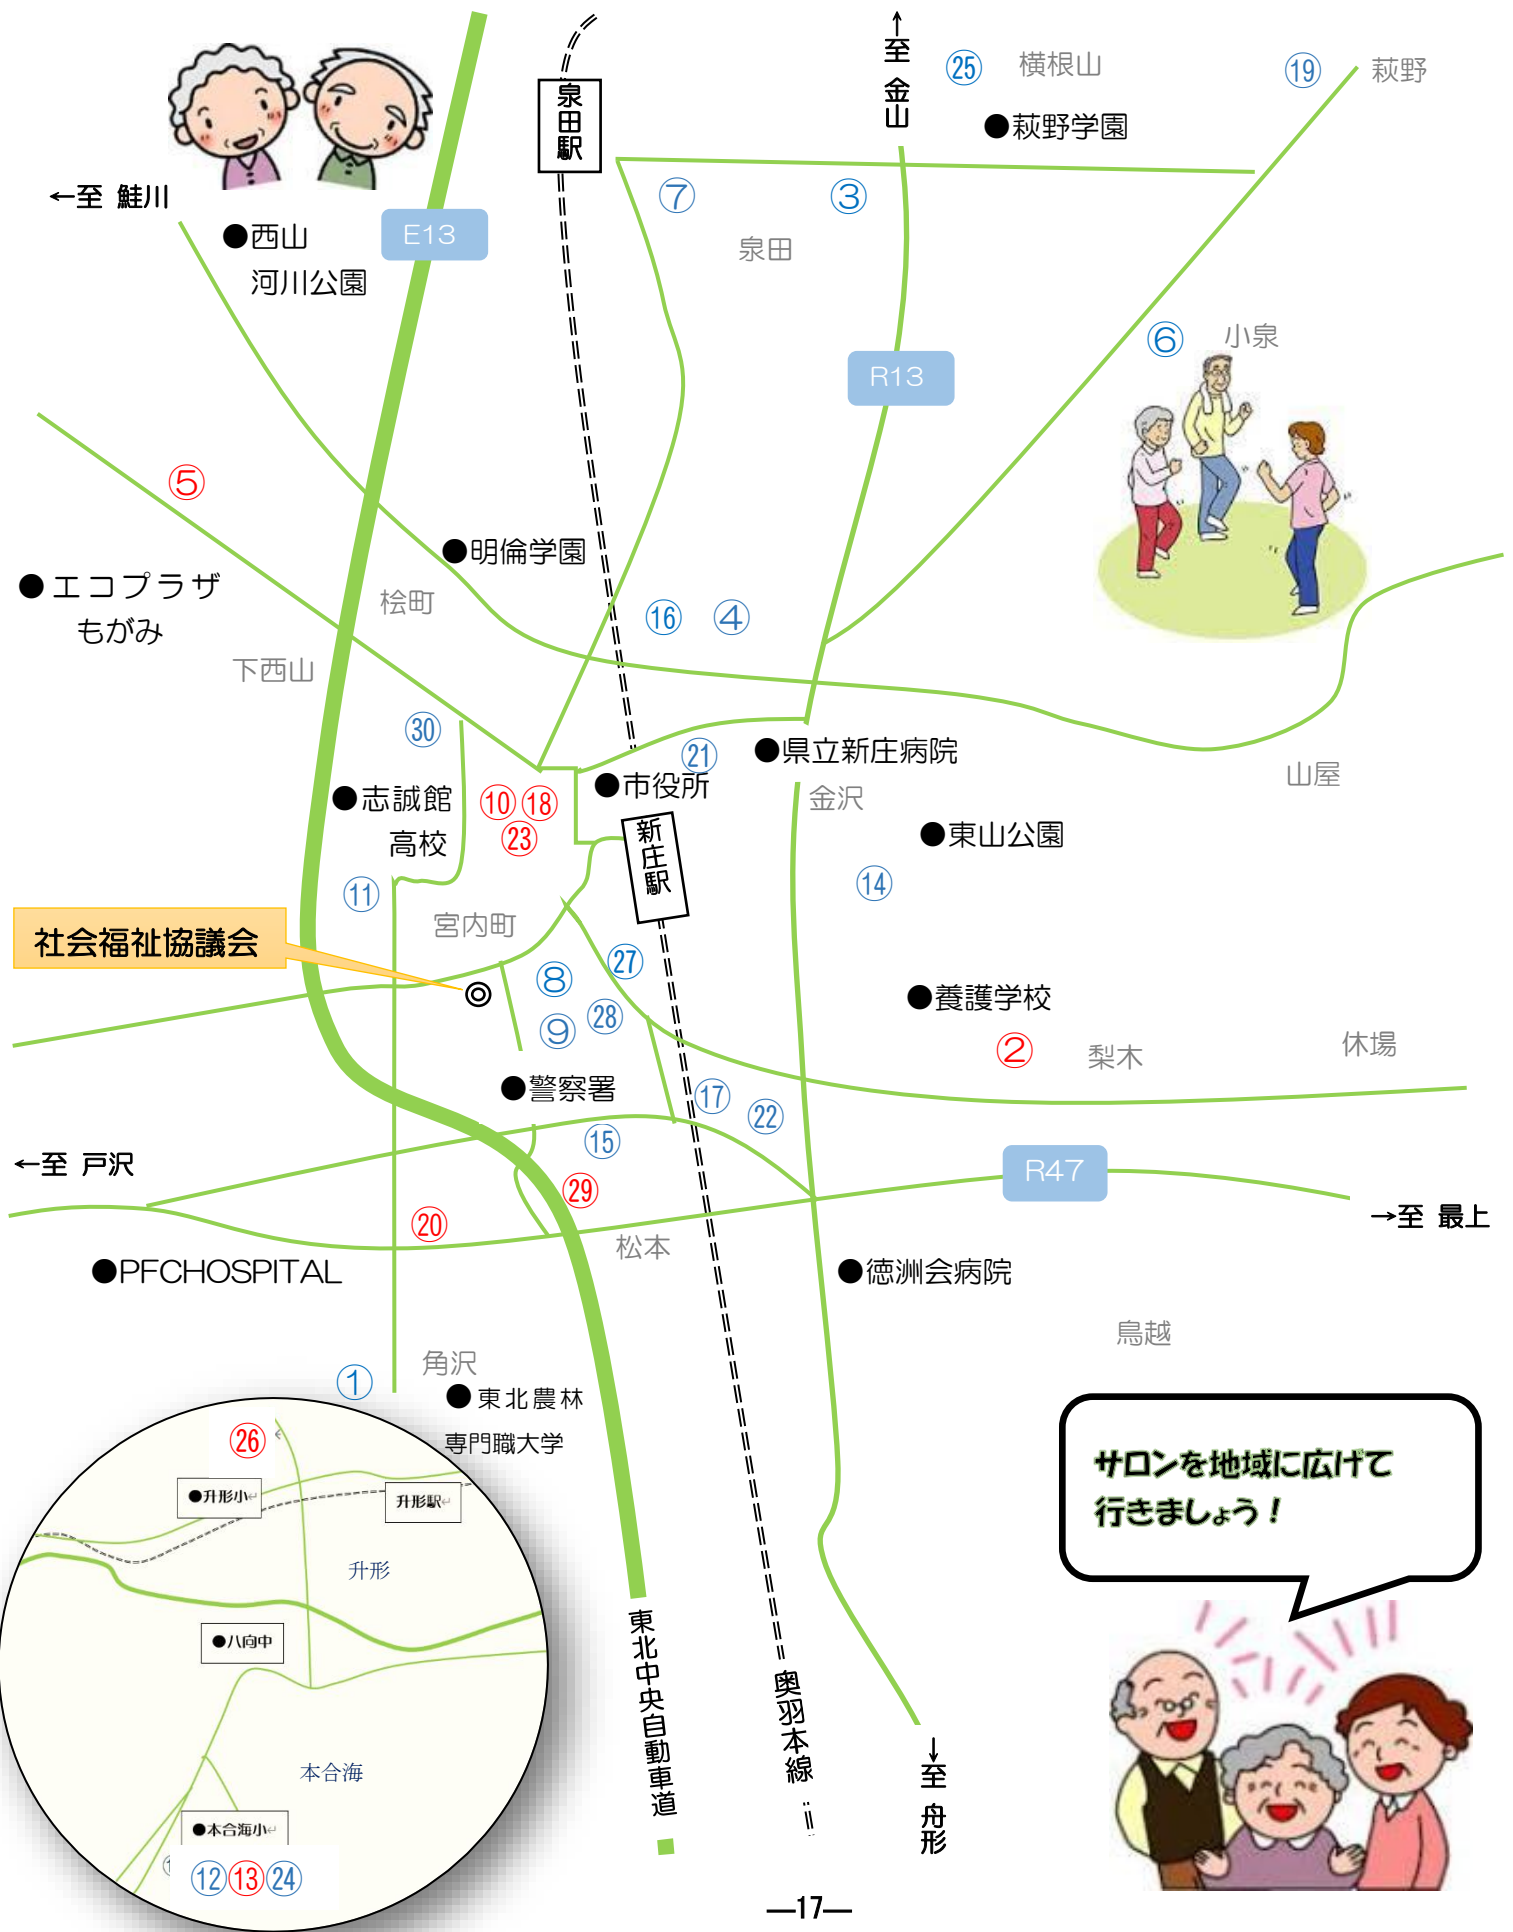 ↑至 金山
㉕
横根山
⑲
萩野
泉田駅
●萩野学園
←至 鮭川
⑦
③
●西山
河川公園
E13
泉田
⑥
小泉
R13
⑤
●明倫学園
●エコプラザ
もがみ
桧町
⑯
④
下西山
㉚
㉑
●県立新庄病院
山屋
●市役所
●志誠館
高校
⑩⑱
㉓
金沢
新庄駅
●東山公園
⑪
⑭
宮内町
社会福祉協議会
◎
⑧
㉗
⑨
㉘
●養護学校
②
梨木
休場
●警察署
⑰
㉒
⑮
←至 戸沢
R47
㉙
⑳
→至 最上
松本
●PFCHOSPITAL
●徳洲会病院
鳥越
角沢
①
●東北農林
専門職大学
㉖
●升形小
升形駅
升形
●八向中
本合海
●本合海小
⑫⑬㉔
サロンを地域に広げて
行きましょう！
東北中央自動車道
奥羽本線
↓至 舟形
―17―